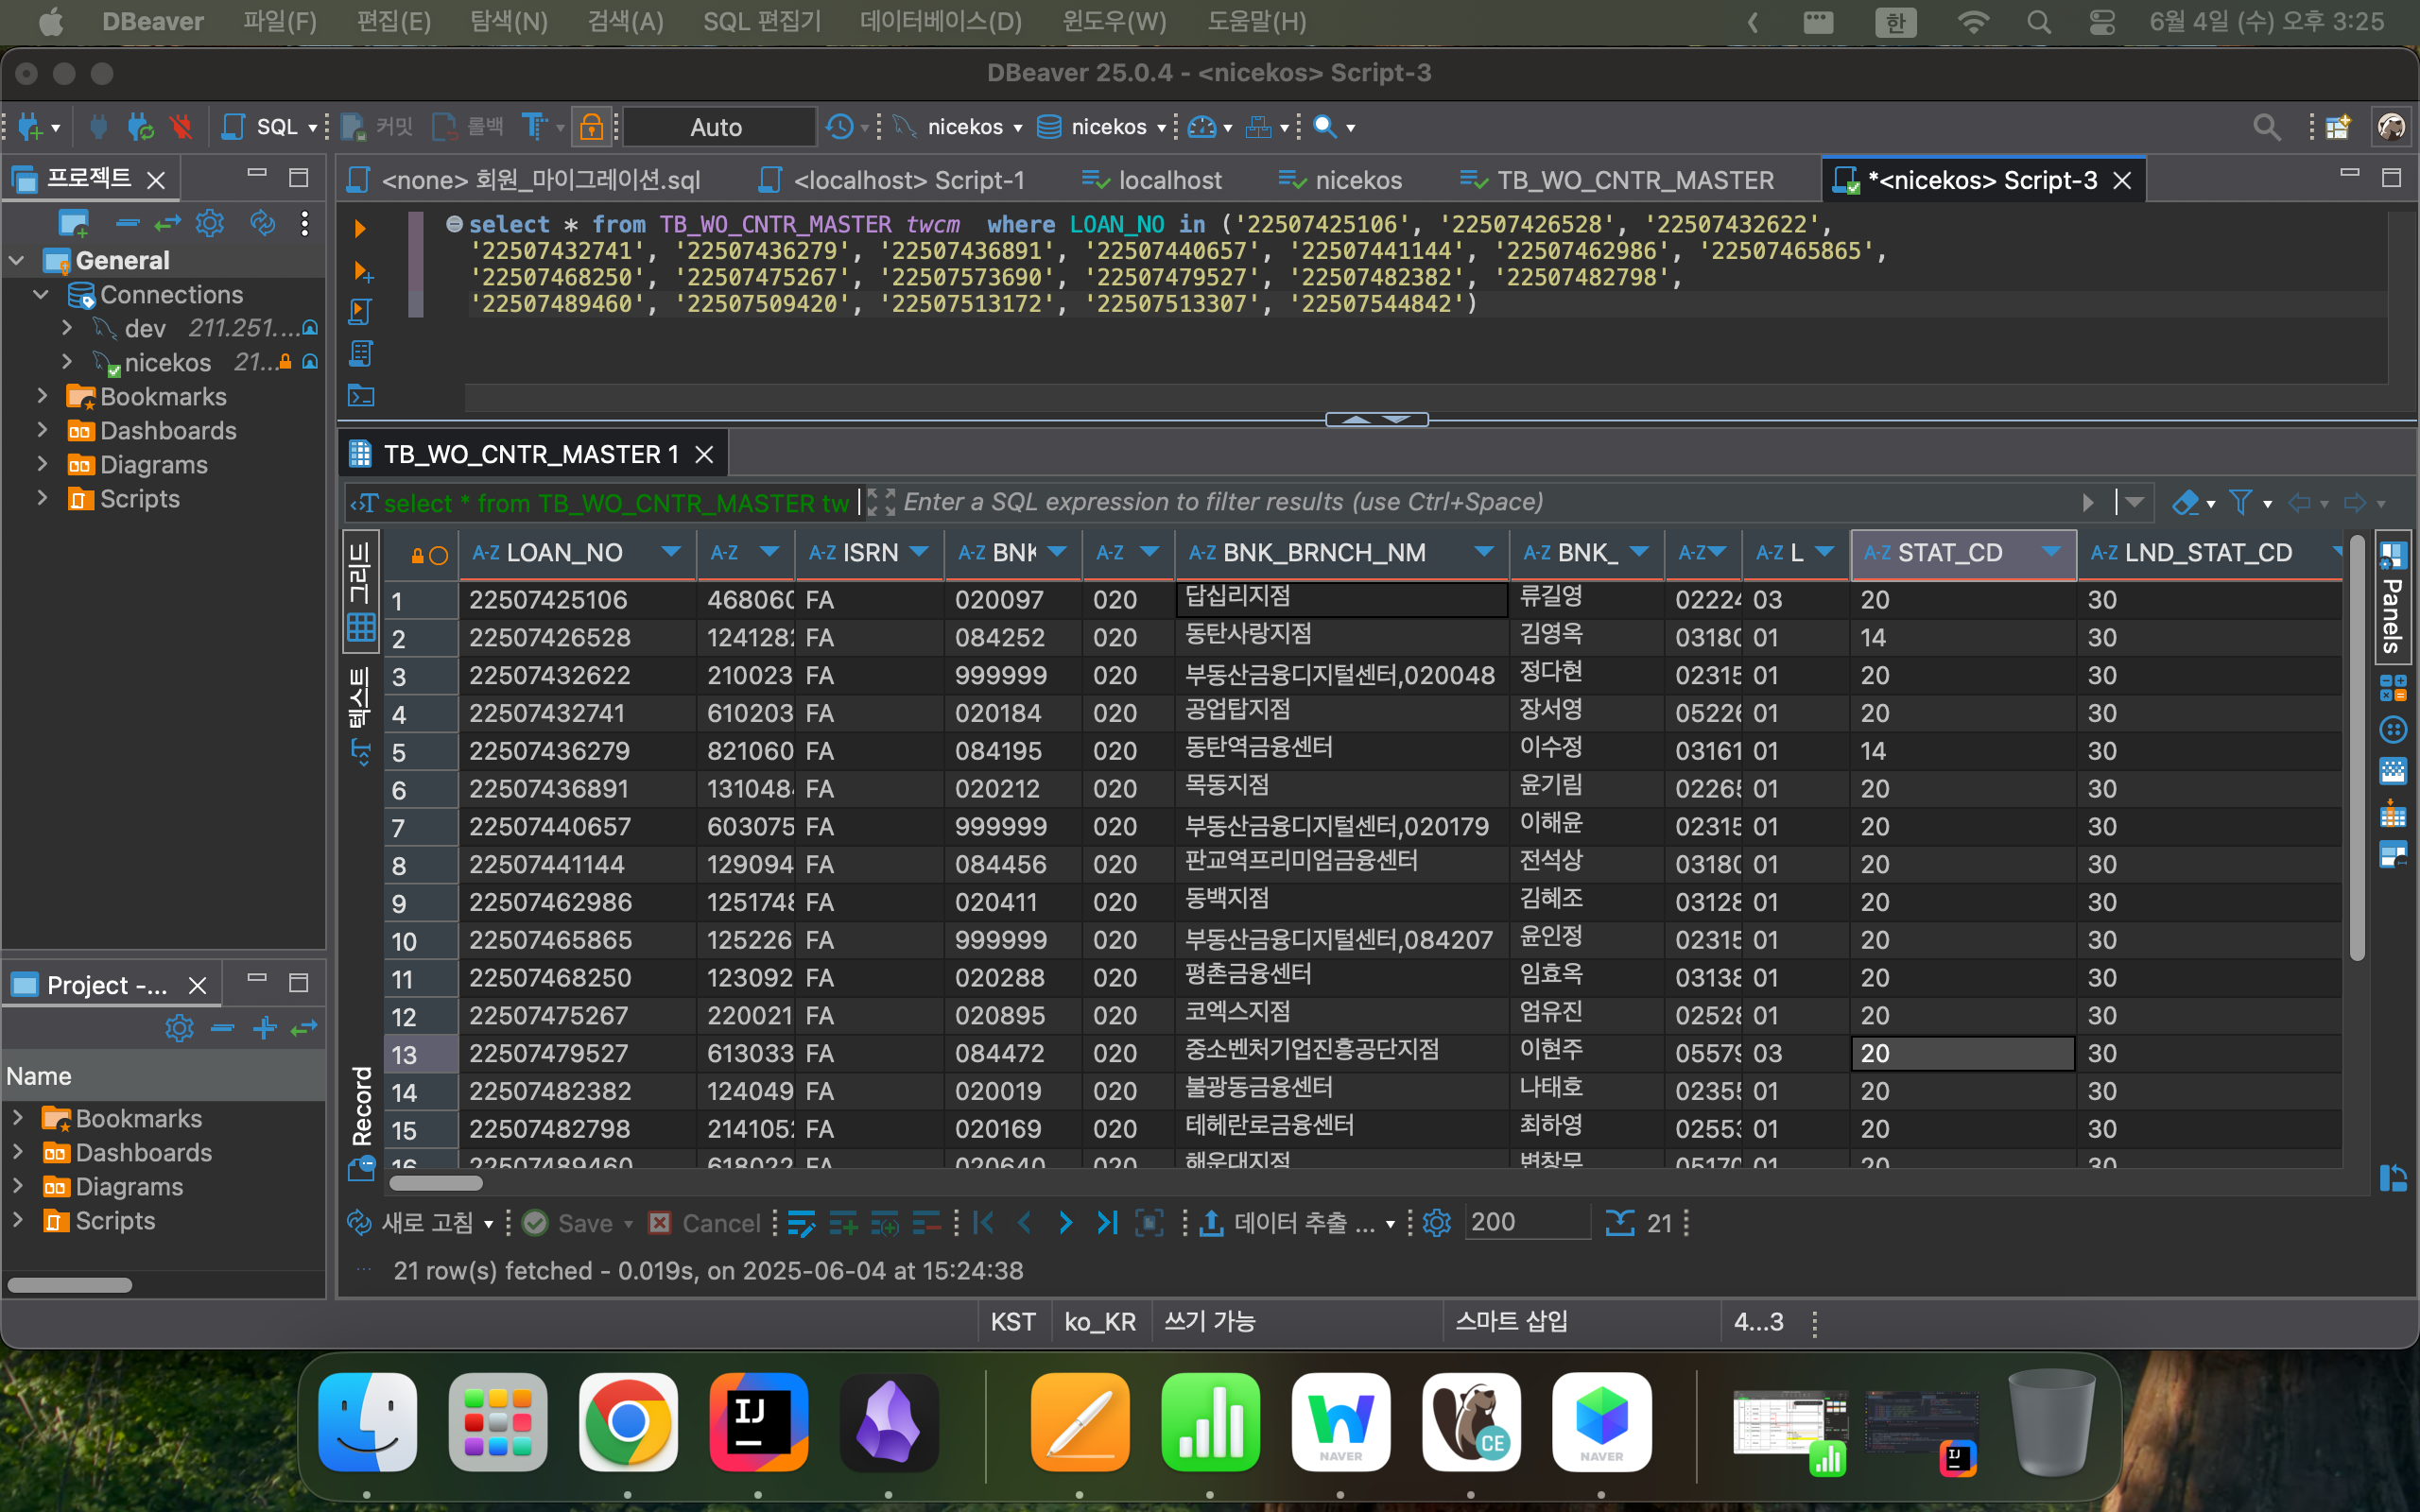 DBeaver 파일(F) 편집(E) 탐색(N) 검색(A) SQL 편집기 데이터베이스(D) 윈도우(W) 도움말(H) 한 6월 4일 (수) 오후 3:25
DBeaver 25.0.4 - <nicekos> Script-3
SQL 커밋 롤백 Auto nicekos nicekos
프로젝트
General
Connections
dev 211.251....
nicekos 21...
Bookmarks
Dashboards
Diagrams
Scripts
<none> 회원_마이그레이션.sql <localhost> Script-1 localhost nicekos TB_WO_CNTR_MASTER *<nicekos> Script-3
select * from TB_WO_CNTR_MASTER twcm where LOAN_NO in ('22507425106', '22507426528', '22507432622',
'22507432741', '22507436279', '22507436891', '22507440657', '22507441144', '22507462986', '22507465865',
'22507468250', '22507475267', '22507573690', '22507479527', '22507482382', '22507482798',
'22507489460', '22507509420', '22507513172', '22507513307', '22507544842')
TB_WO_CNTR_MASTER 1
select * from TB_WO_CNTR_MASTER tw Enter a SQL expression to filter results (use Ctrl+Space)
그리드
텍스트
Record
A-Z LOAN_NO A-Z A-Z ISRN A-Z BNK A-Z A-Z BNK_BRNCH_NM A-Z BNK_ A-Z A-Z L A-Z STAT_CD A-Z LND_STAT_CD
1 22507425106 468060 FA 020097 020 답십리지점 류길영 02224 03 20 30
2 22507426528 124128 FA 084252 020 동탄사랑지점 김영옥 03180 01 14 30
3 22507432622 210023 FA 999999 020 부동산금융디지털센터,020048 정다현 02315 01 20 30
4 22507432741 610203 FA 020184 020 공업탑지점 장서영 05226 01 20 30
5 22507436279 821060 FA 084195 020 동탄역금융센터 이수정 03161 01 14 30
6 22507436891 131048 FA 020212 020 목동지점 윤기림 02265 01 20 30
7 22507440657 603075 FA 999999 020 부동산금융디지털센터,020179 이해윤 02315 01 20 30
8 22507441144 129094 FA 084456 020 판교역프리미엄금융센터 전석상 03180 01 20 30
9 22507462986 125174 FA 020411 020 동백지점 김혜조 03128 01 20 30
10 22507465865 125226 FA 999999 020 부동산금융디지털센터,084207 윤인정 02315 01 20 30
11 22507468250 123092 FA 020288 020 평촌금융센터 임효옥 03138 01 20 30
12 22507475267 220021 FA 020895 020 코엑스지점 엄유진 02528 01 20 30
13 22507479527 613033 FA 084472 020 중소벤처기업진흥공단지점 이현주 05579 03 20 30
14 22507482382 124049 FA 020019 020 불광동금융센터 나태호 02355 01 20 30
15 22507482798 214105 FA 020169 020 테헤란로금융센터 최하영 02553 01 20 30
16 22507489460 618022 FA 020640 020 해운대지점 05170 01 20 30
Panels
Project -...
Name
Bookmarks
Dashboards
Diagrams
Scripts
새로 고침 Save Cancel 데이터 추출 ... 200 21
21 row(s) fetched - 0.019s, on 2025-06-04 at 15:24:38
KST ko_KR 쓰기 가능 스마트 삽입 4...3
IJ NAVER CE NAVER IJ